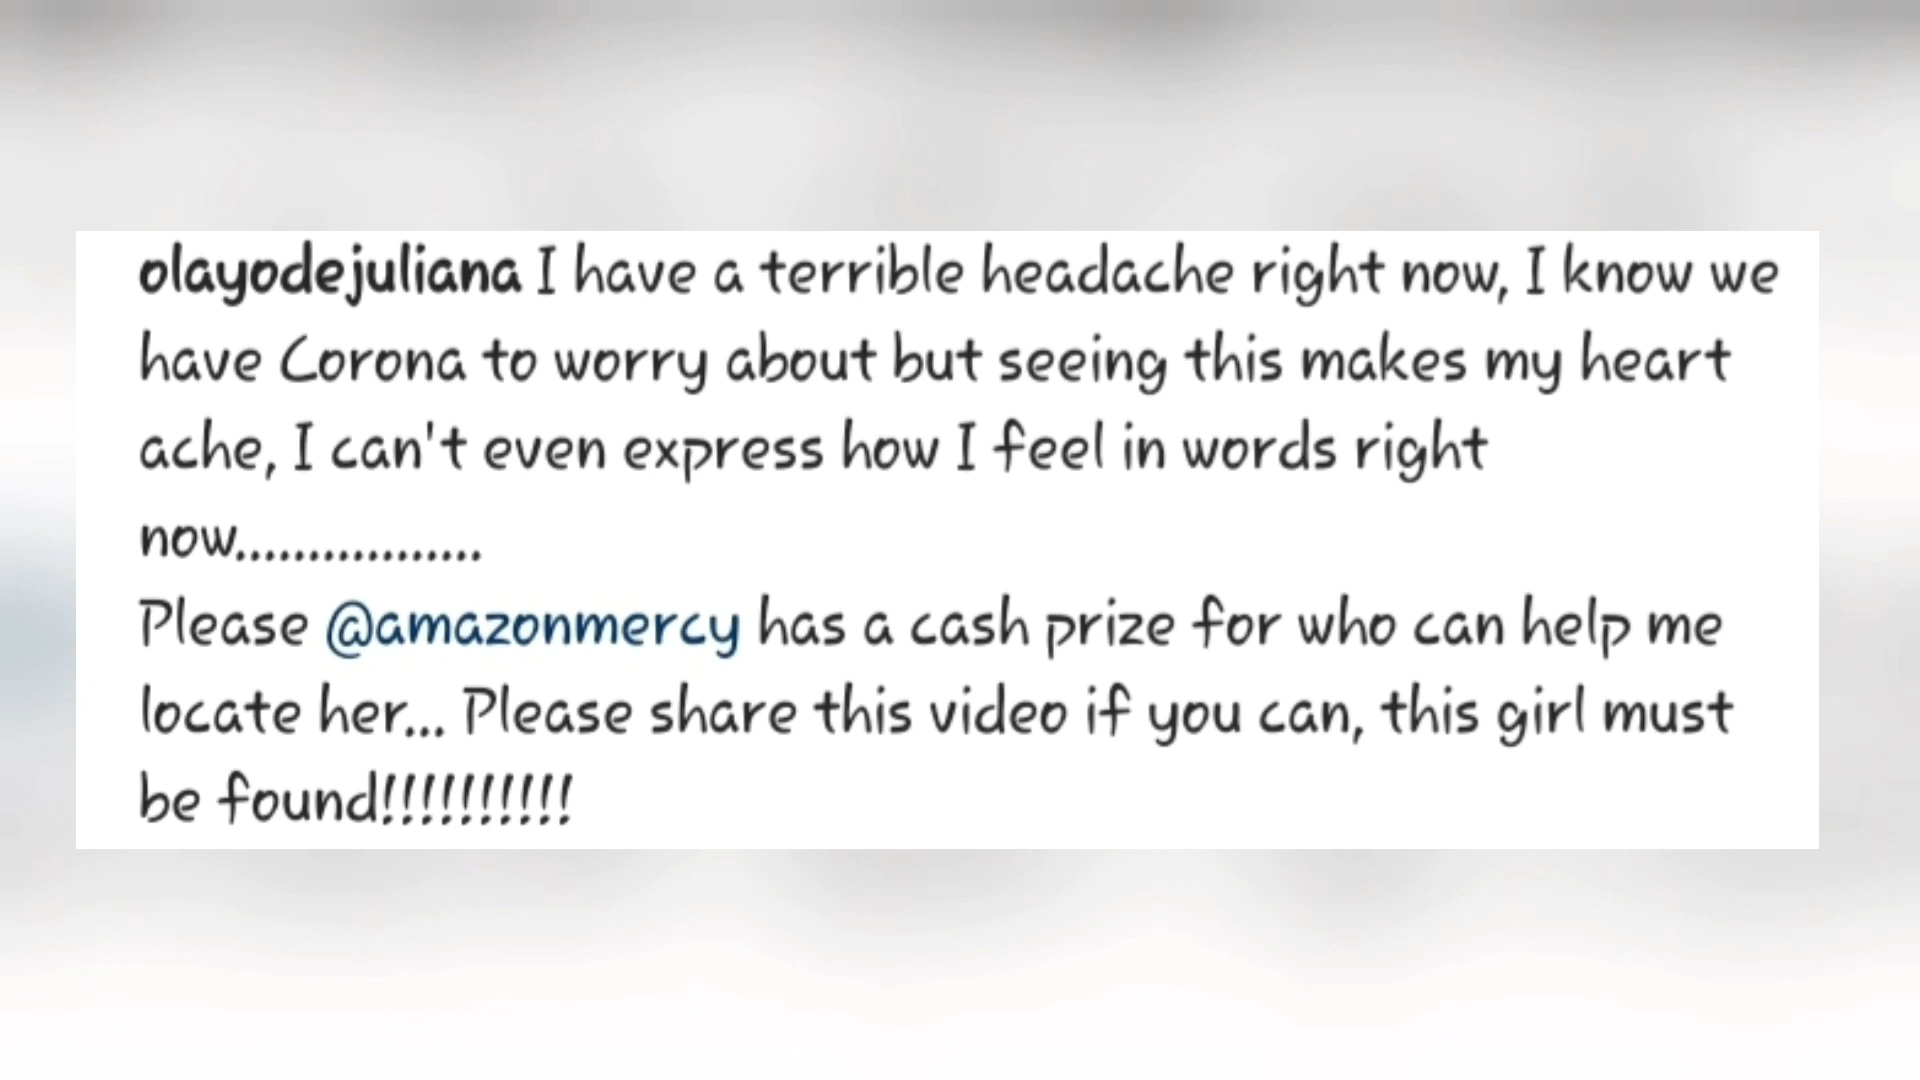 olayodejuliana I have a terrible headache right now, I know we
have Corona to worry about but seeing this makes my heart
ache, I can't even express how I feel in words right
now.................
Please @amazonmercy has a cash prize for who can help me
locate her... Please share this video if you can, this girl must
be found!!!!!!!!!!